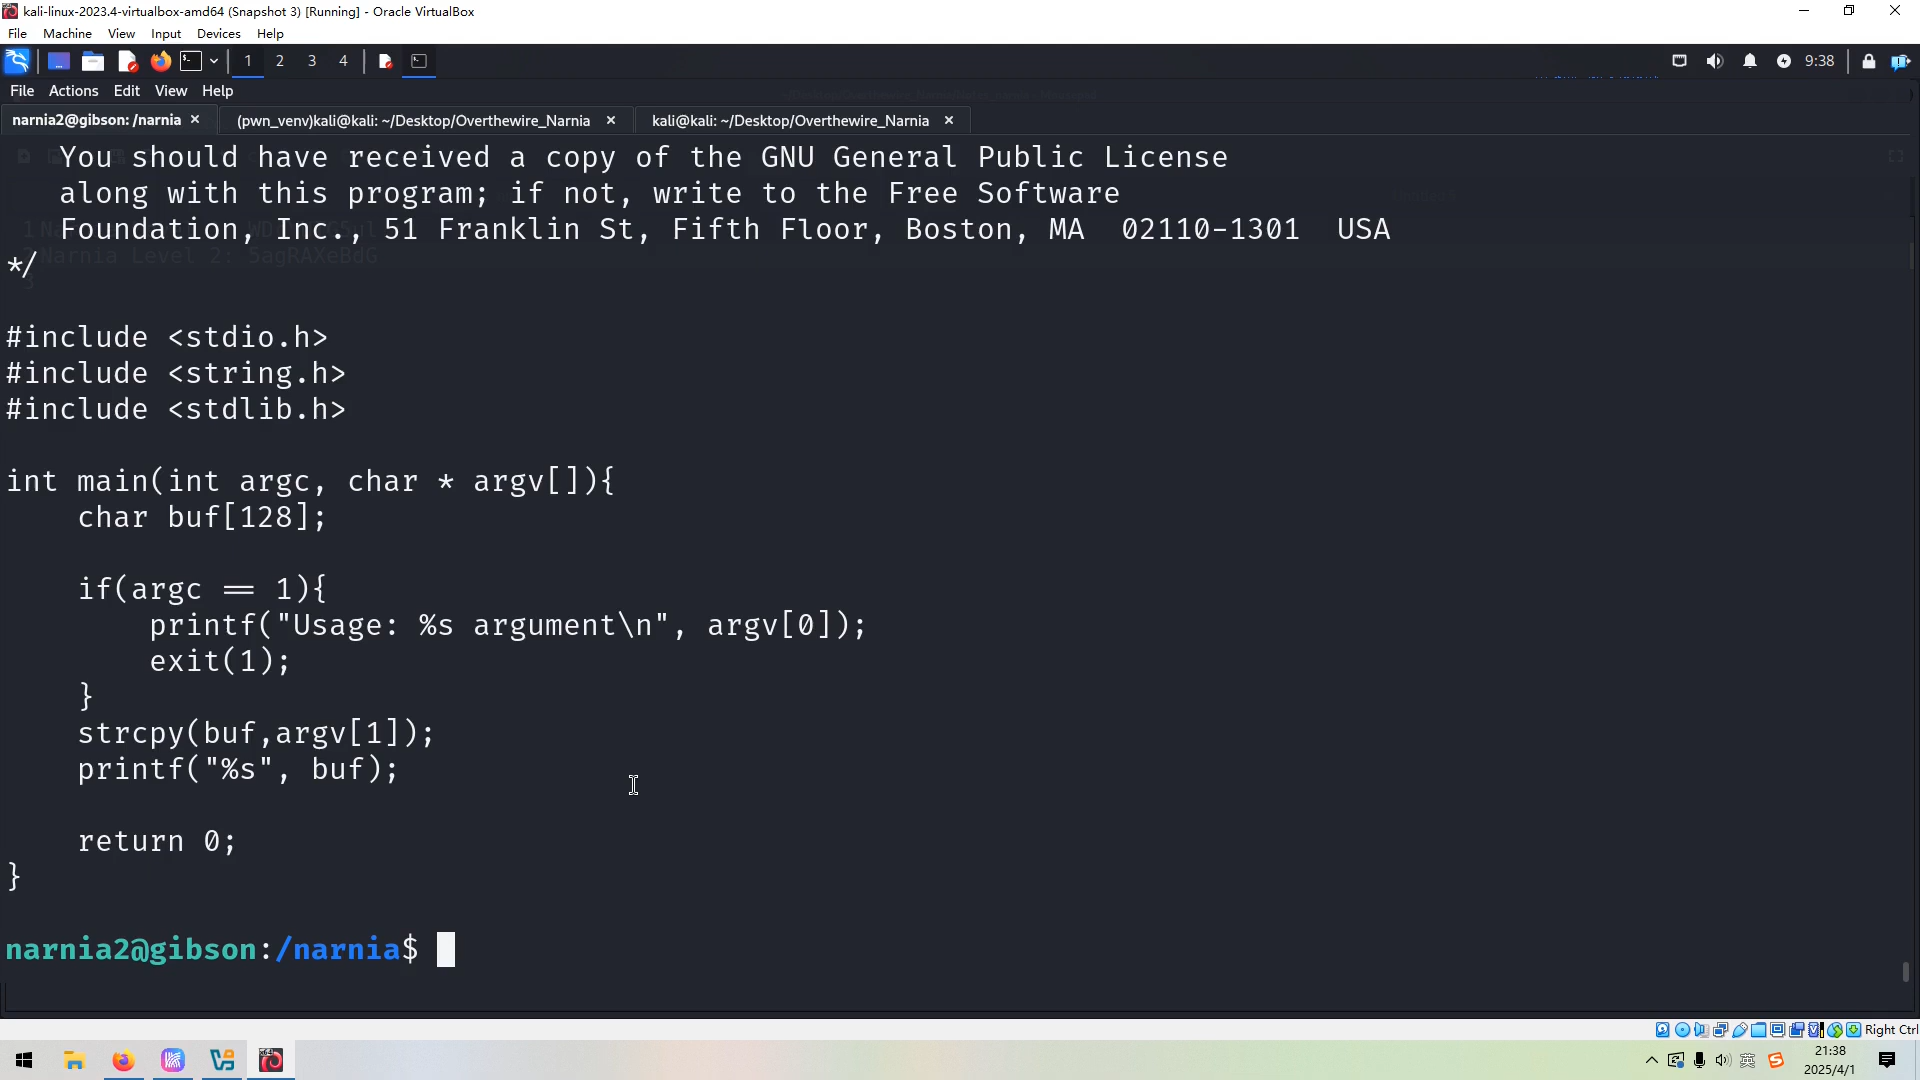 kali-linux-2023.4-virtualbox-amd64 (Snapshot 3) [Running] - Oracle VirtualBox
File Machine View Input Devices Help
1 2 3 4 9:38
File Actions Edit View Help
narnia2@gibson: /narnia × (pwn_venv)kali@kali: ~/Desktop/Overthewire_Narnia × kali@kali: ~/Desktop/Overthewire_Narnia ×
You should have received a copy of the GNU General Public License
along with this program; if not, write to the Free Software
Foundation, Inc., 51 Franklin St, Fifth Floor, Boston, MA  02110-1301  USA
*/
Narnia Level 2: 5agRAXeBdG
#include <stdio.h>
#include <string.h>
#include <stdlib.h>
int main(int argc, char * argv[]){
char buf[128];
if(argc == 1){
printf("Usage: %s argument\n", argv[0]);
exit(1);
}
strcpy(buf,argv[1]);
printf("%s", buf);
return 0;
}
narnia2@gibson:/narnia$
Right Ctrl
英
21:38
2025/4/1